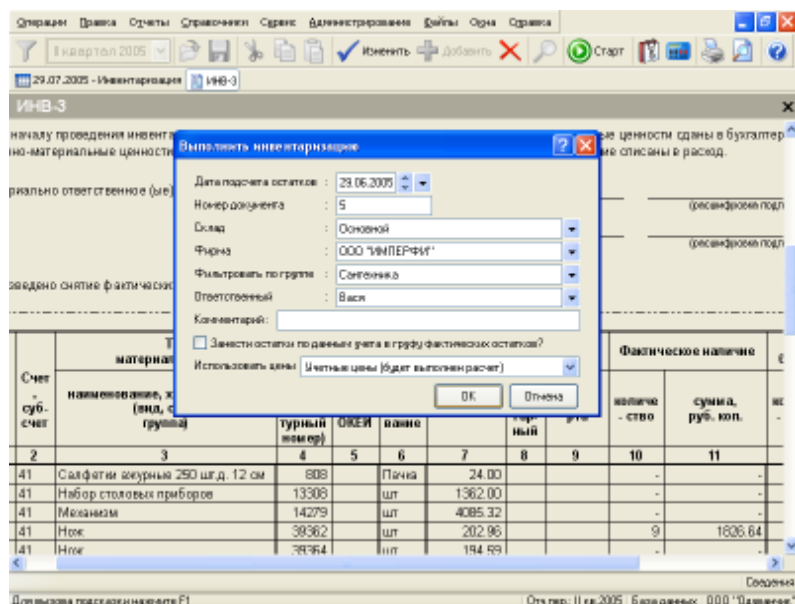 Операции Правка Отчеты Справочники Сервис Администрирование Файлы Окна Справка
1 квартал 2005 Изменить Добавить Старт
29.07.2005 - Инвентаризация ИНВ-3
ИНВ-3
началу проведения инвента
ые ценности сданы в бухгалтер
но-материальные ценности
ие списаны в расход.
риально ответственное (ые)
(расшифровка подп
(расшифровка подп
оведено снятие фактически
Выполнить инвентаризацию
Дата подсчета остатков : 29.06.2005
Номер документа : 5
Склад : Основной
Фирма : ООО "ИМПЕРФИГ"
Фильтровать по группе : Сантехника
Ответственный : Вася
Комментарий:
Занести остатки по данным учета в графу фактических остатков?
Использовать цены Учетные цены (будет выполнен расчет)
OK Отмена
материал Фактическое наличие
Счет
-
суб-
счет
наименование, х
(вид, с
группа)
турный
номер)
ОКЕИ
вание
ный
количе
- ство
сумма,
руб. коп.
2 3 4 5 6 7 8 9 10 11
41 Салфетки ажурные 250 шт.д. 12 см 808 Пачка 24.00 - -
41 Набор столовых приборов 13308 шт 1362.00 - -
41 Механизм 14279 шт 4085.32 - -
41 Нож 39362 шт 202.96 9 1826.64
41 Нож 39364 шт 194.59 - -
Сведения
Для вызова подсказки нажмите F1 Отч.пер.: II кв 2005 База данных: